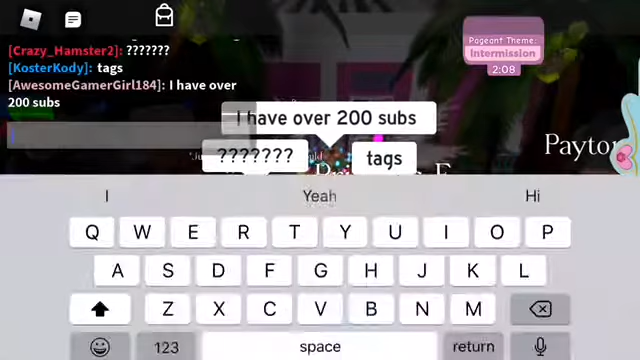 Pageant Theme:
Intermission
2:08
[Crazy_Hamster2]: ???????
[KosterKody]: tags
[AwesomeGamerGirl184]: I have over
200 subs
I have over 200 subs
???????
tags
Payto
I Yeah Hi
Q W E R T Y U I O P
A S D F G H J K L
Z X C V B N M
123 space return